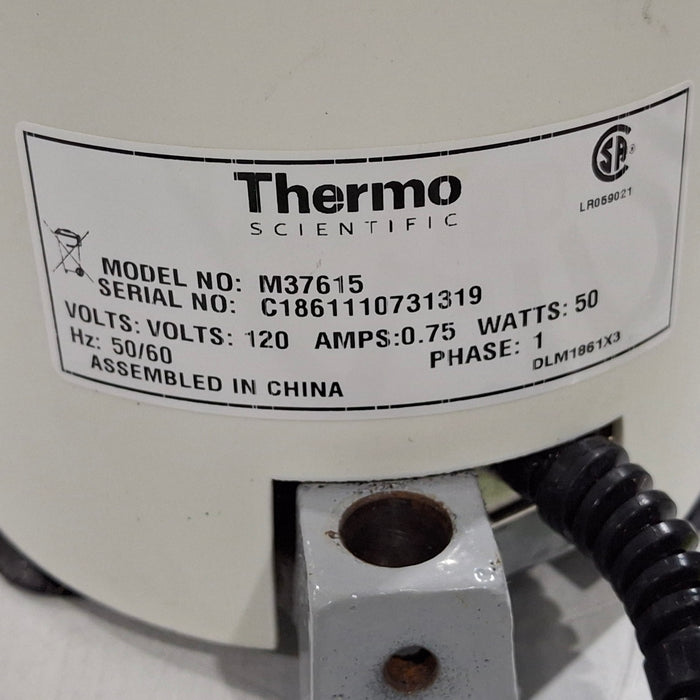 Thermo
SCIENTIFIC
CSA
LR059021
MODEL NO: M37615
SERIAL NO: C1861110731319
VOLTS: VOLTS: 120 AMPS:0.75 WATTS: 50
Hz: 50/60 PHASE: 1
ASSEMBLED IN CHINA
DLM1861X3